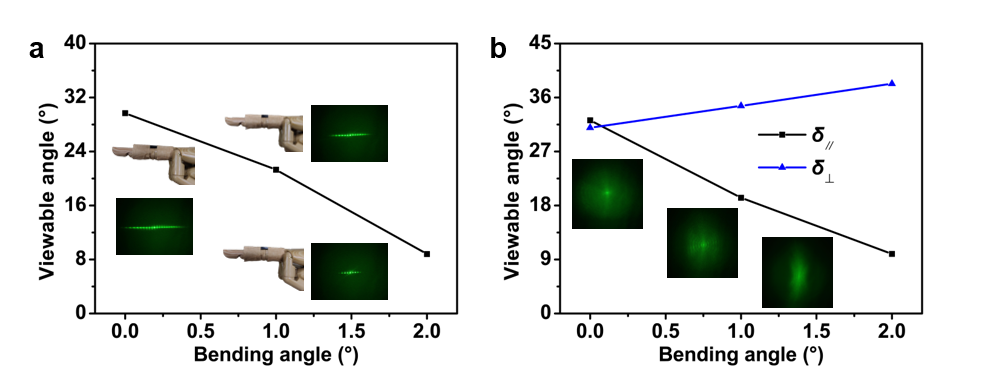 a
40
32
24
16
8
0
Viewable angle (°)
0.0 0.5 1.0 1.5 2.0
Bending angle (°)
b
45
36
27
18
9
0
Viewable angle (°)
δ//
δ⊥
0.0 0.5 1.0 1.5 2.0
Bending angle (°)